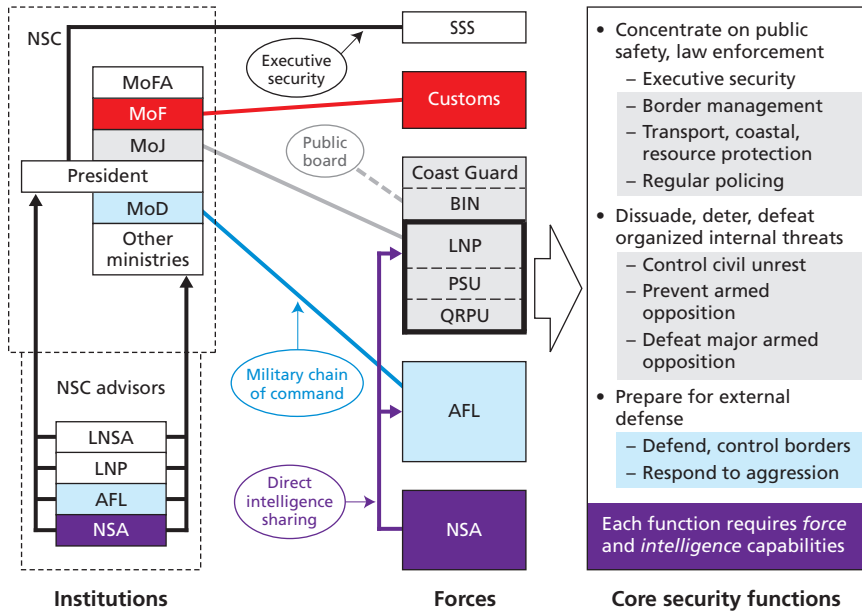 NSC
MoFA
MoF
MoJ
President
MoD
Other
ministries
NSC advisors
LNSA
LNP
AFL
NSA
Institutions
Executive
security
Public
board
Military chain
of command
Direct
intelligence
sharing
SSS
Customs
Coast Guard
BIN
LNP
PSU
QRPU
AFL
NSA
Forces
• Concentrate on public
safety, law enforcement
– Executive security
– Border management
– Transport, coastal,
resource protection
– Regular policing
• Dissuade, deter, defeat
organized internal threats
– Control civil unrest
– Prevent armed
opposition
– Defeat major armed
opposition
• Prepare for external
defense
– Defend, control borders
– Respond to aggression
Each function requires force
and intelligence capabilities
Core security functions